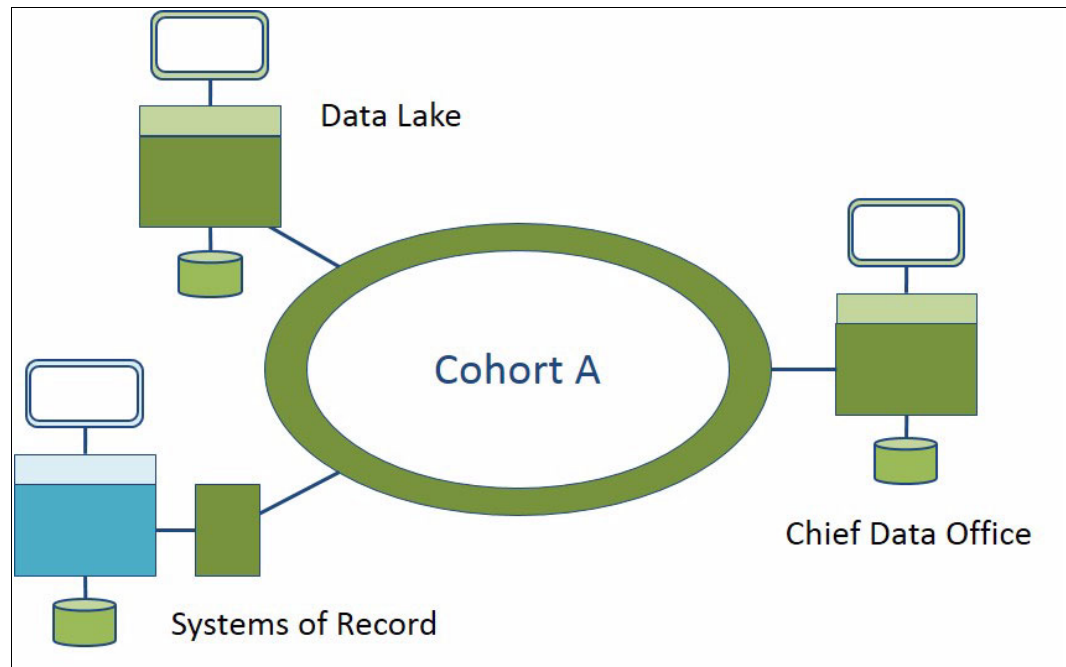 Data Lake
Cohort A
Chief Data Office
Systems of Record